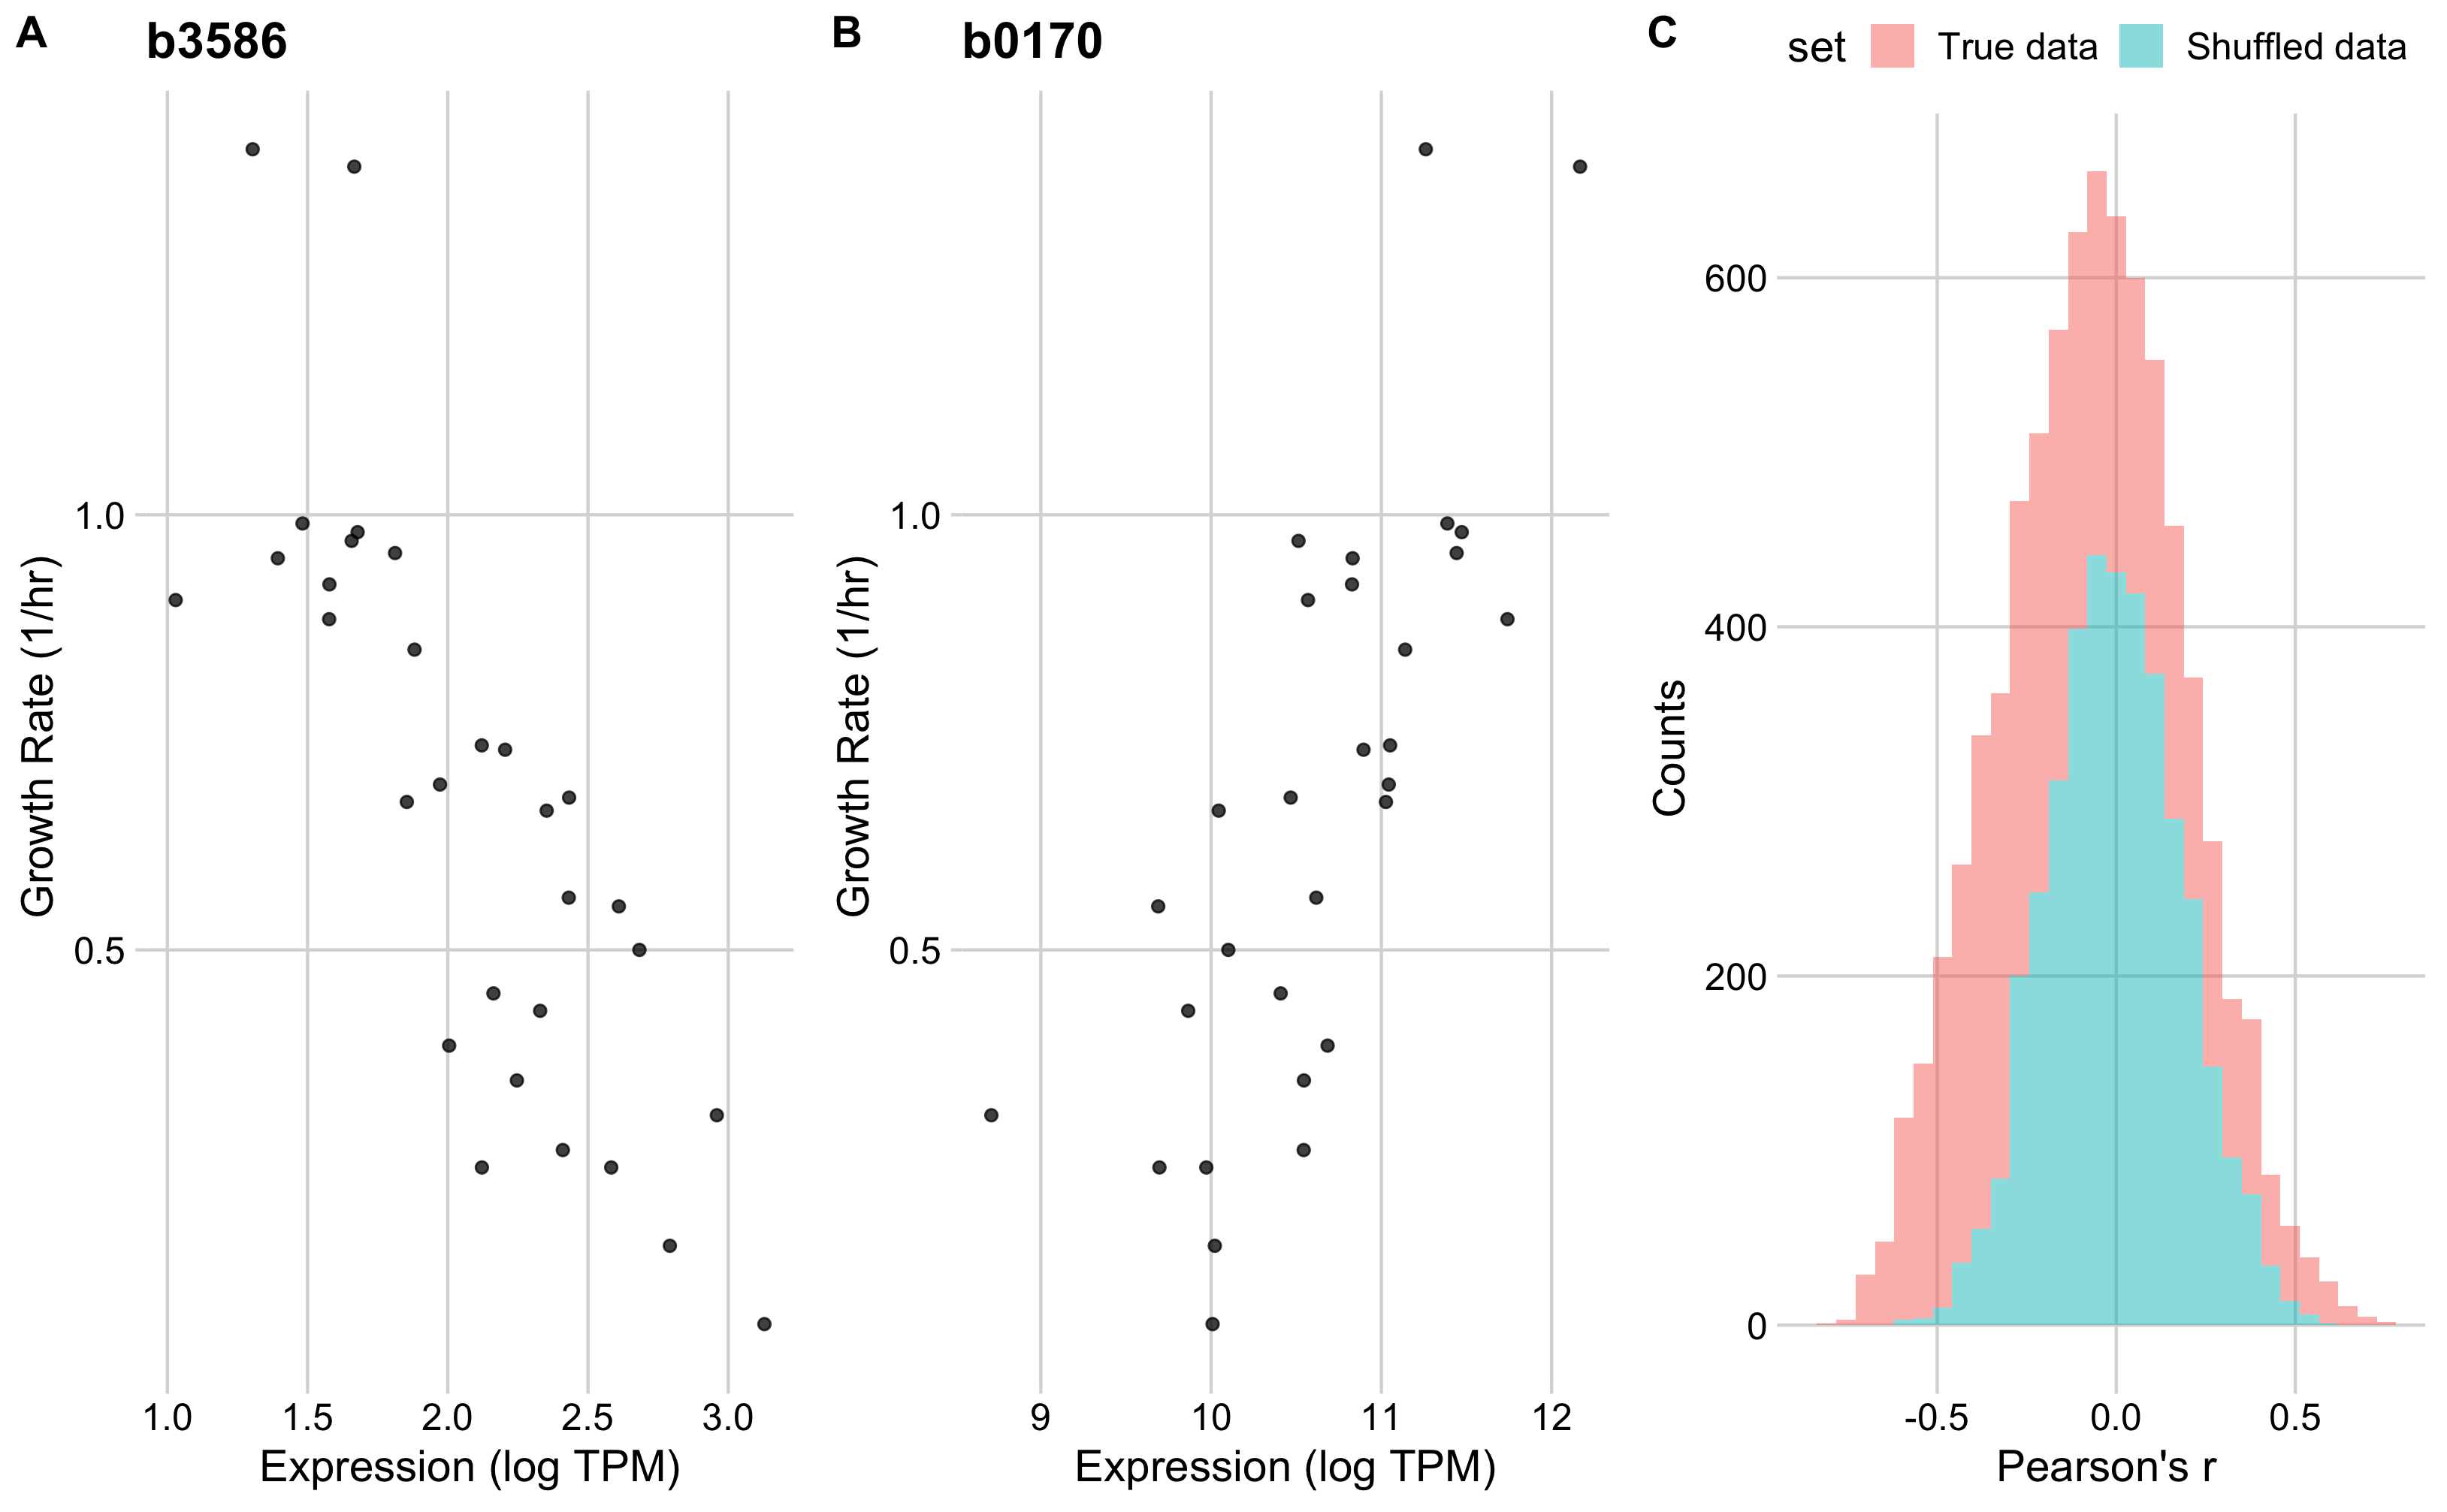 A
b3586
Growth Rate (1/hr)
1.0
0.5
1.0 1.5 2.0 2.5 3.0
Expression (log TPM)
B
b0170
Growth Rate (1/hr)
1.0
0.5
9 10 11 12
Expression (log TPM)
C
set True data Shuffled data
Counts
600
400
200
0
-0.5 0.0 0.5
Pearson's r